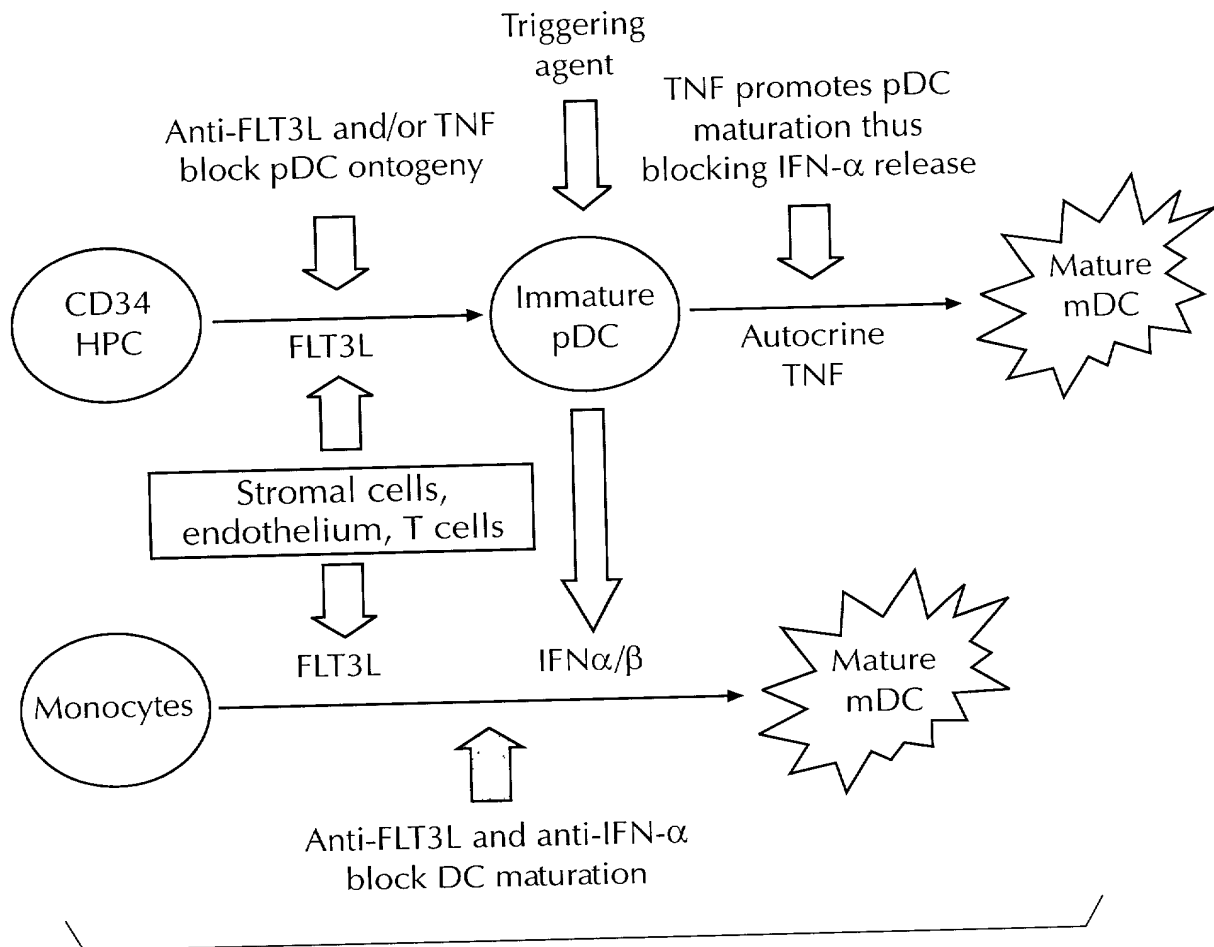 Triggering
agent
TNF promotes pDC
maturation thus
blocking IFN-α release
Anti-FLT3L and/or TNF
block pDC ontogeny
CD34
HPC
FLT3L
Immature
pDC
Autocrine
TNF
Mature
mDC
Stromal cells,
endothelium, T cells
Monocytes
FLT3L
IFNα/β
Mature
mDC
Anti-FLT3L and anti-IFN-α
block DC maturation